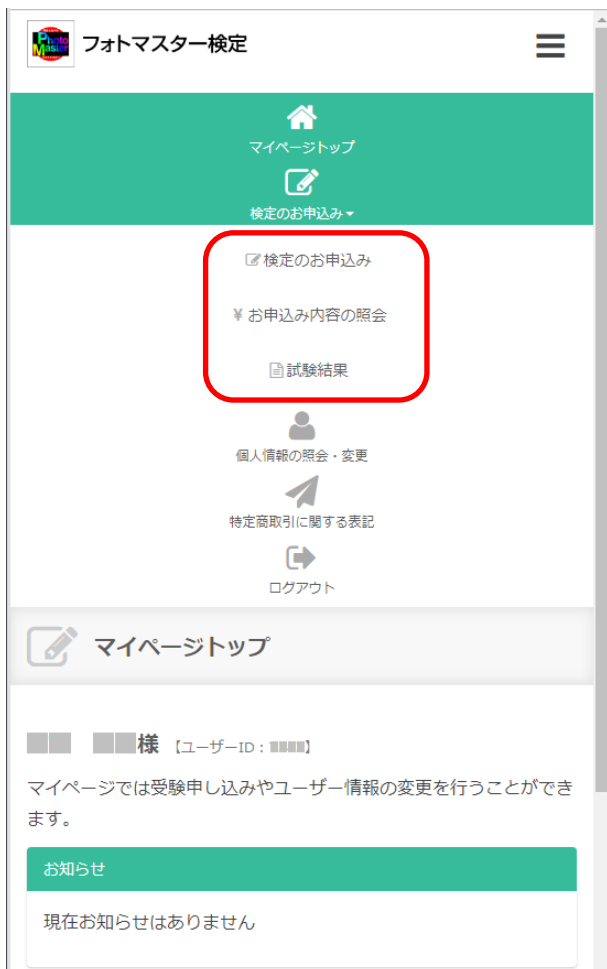 Photo
Master
フォトマスター検定
マイページトップ
検定のお申込み
検定のお申込み
¥ お申込み内容の照会
試験結果
個人情報の照会・変更
特定商取引に関する表記
ログアウト
マイページトップ
様 【ユーザーID：】
マイページでは受験申し込みやユーザー情報の変更を行うことができ
ます。
お知らせ
現在お知らせはありません